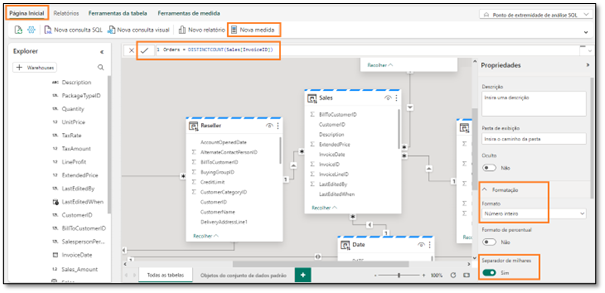 Página Inicial
Relatórios
Ferramentas da tabela
Ferramentas de medida
Ponto de extremidade de análise SQL
Nova consulta SQL
Nova consulta visual
Novo relatório
Nova medida
Explorer
+ Warehouses
Description
PackageTypeID
Quantity
UnitPrice
TaxRate
TaxAmount
LineProfit
ExtendedPrice
LastEditedBy
LastEditedWhen
CustomerID
BillToCustomerID
SalespersonPer...
InvoiceDate
Sales_Amount
1 Orders = DISTINCTCOUNT(Sales[InvoiceID])
Recolher
Reseller
AccountOpenedDate
AlternateContactPersonID
BillToCustomerID
BuyingGroupID
CreditLimit
CustomerCategoryID
CustomerID
CustomerName
DeliveryAddressLine1
Recolher
Sales
BillToCustomerID
CustomerID
Description
ExtendedPrice
InvoiceDate
InvoiceID
InvoiceLineID
LastEditedBy
LastEditedWhen
Recolher
Date
Todas as tabelas
Objetos do conjunto de dados padrão
+
100%
Propriedades
Descrição
Insira uma descrição
Pasta de exibição
Insira o caminho da pasta
Oculto
Não
Formatação
Formato
Número inteiro
Formato de percentual
Não
Separador de milhares
Sim